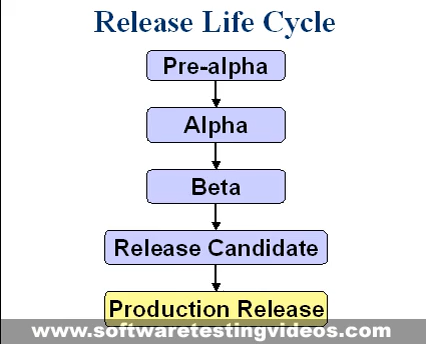 Release Life Cycle
Pre-alpha
Alpha
Beta
Release Candidate
Production Release
www.softwaretestingvideos.com